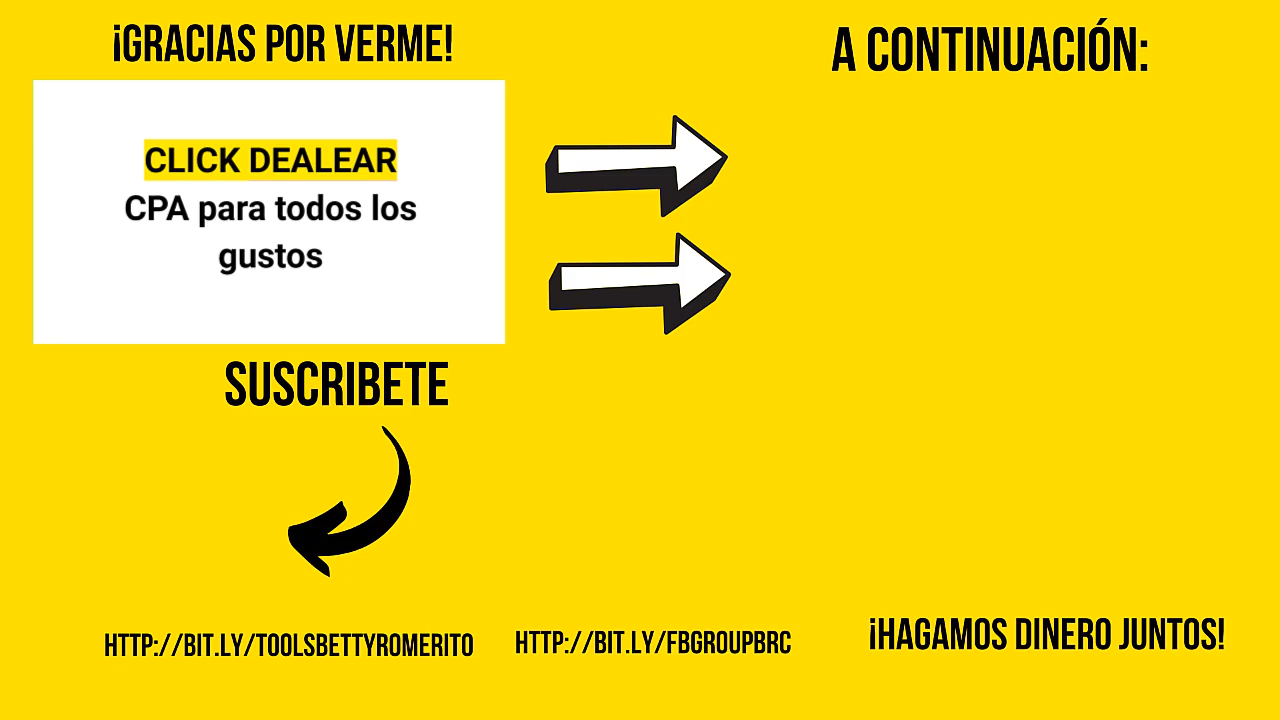 ¡GRACIAS POR VERME!
A CONTINUACIÓN:
CLICK DEALEAR
CPA para todos los
gustos
SUSCRIBETE
HTTP://BIT.LY/TOOLSBETTYROMERITO
HTTP://BIT.LY/FBGROUPBRC
¡HAGAMOS DINERO JUNTOS!